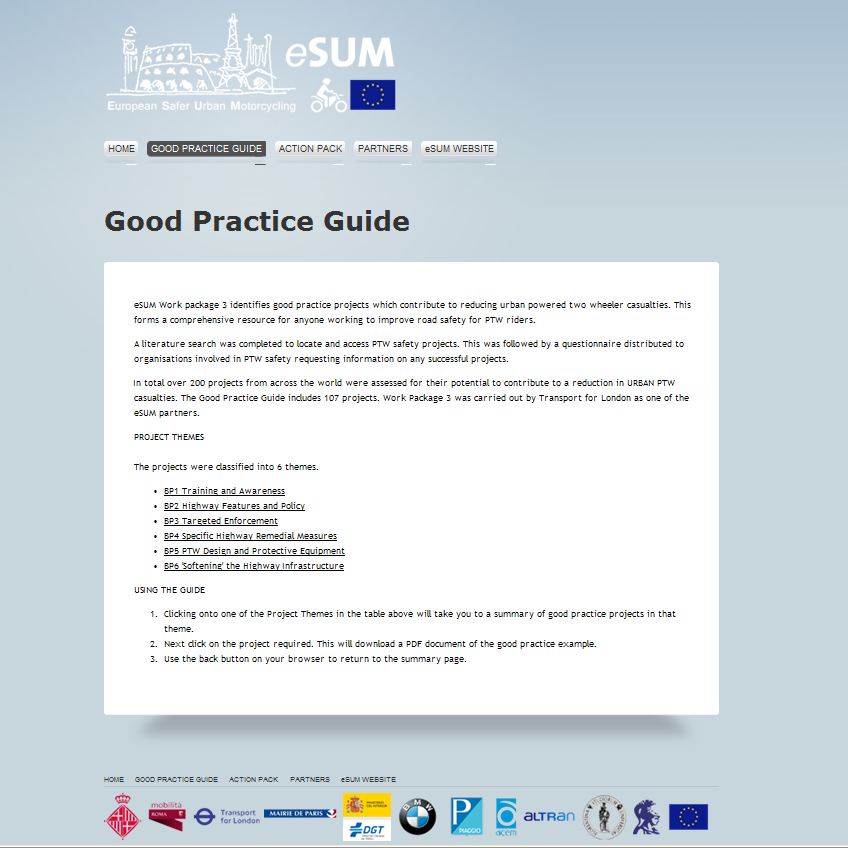 eSUM
European Safer Urban Motorcycling
HOME GOOD PRACTICE GUIDE ACTION PACK PARTNERS eSUM WEBSITE
Good Practice Guide
eSUM Work package 3 identifies good practice projects which contribute to reducing urban powered two wheeler casualties. This
forms a comprehensive resource for anyone working to improve road safety for PTW riders.
A literature search was completed to locate and access PTW safety projects. This was followed by a questionnaire distributed to
organisations involved in PTW safety requesting information on any successful projects.
In total over 200 projects from across the world were assessed for their potential to contribute to a reduction in URBAN PTW
casualties. The Good Practice Guide includes 107 projects. Work Package 3 was carried out by Transport for London as one of the
eSUM partners.
PROJECT THEMES
The projects were classified into 6 themes.
• BP1 Training and Awareness
• BP2 Highway Features and Policy
• BP3 Targeted Enforcement
• BP4 Specific Highway Remedial Measures
• BP5 PTW Design and Protective Equipment
• BP6 'Softening' the Highway Infrastructure
USING THE GUIDE
1. Clicking onto one of the Project Themes in the table above will take you to a summary of good practice projects in that
theme.
2. Next click on the project required. This will download a PDF document of the good practice example.
3. Use the back button on your browser to return to the summary page.
HOME GOOD PRACTICE GUIDE ACTION PACK PARTNERS eSUM WEBSITE
mobilità
ROMA
Transport
for London
MAIRIE DE PARIS
DGT
BMW
PIAGGIO
acem
ALTRAN